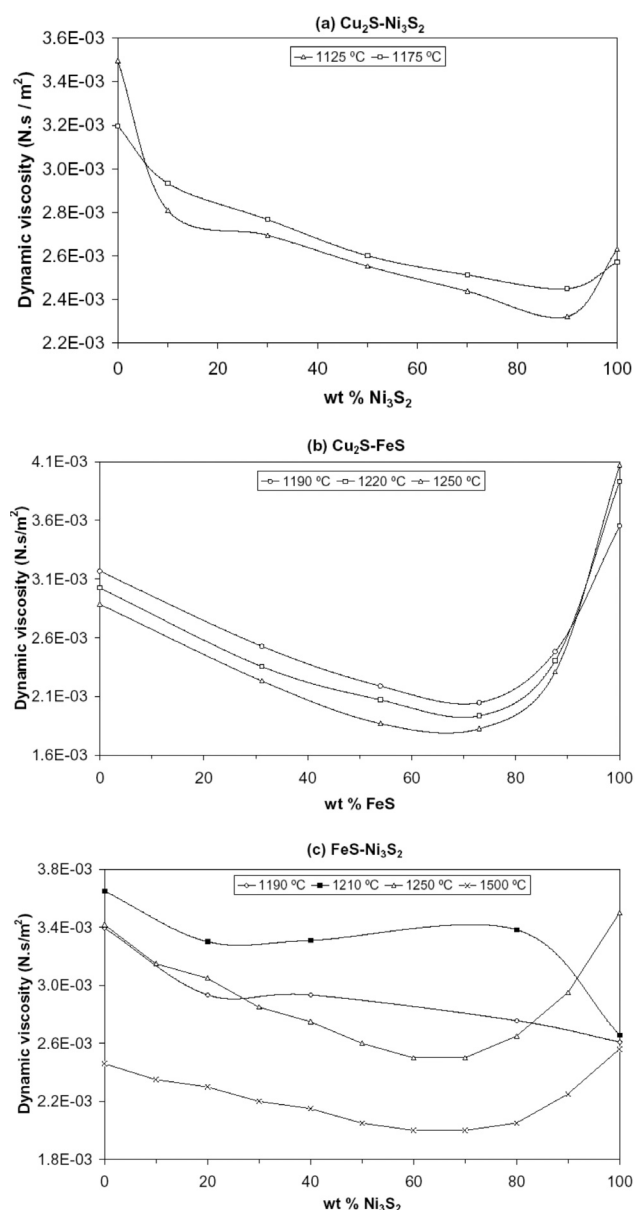 (a) Cu₂S-Ni₃S₂
1125 ºC 1175 ºC
Dynamic viscosity (N.s / m²)
3.6E-03
3.4E-03
3.2E-03
3.0E-03
2.8E-03
2.6E-03
2.4E-03
2.2E-03
0 20 40 60 80 100
wt % Ni₃S₂
(b) Cu₂S-FeS
1190 ºC 1220 ºC 1250 ºC
Dynamic viscosity (N.s/m²)
4.1E-03
3.6E-03
3.1E-03
2.6E-03
2.1E-03
1.6E-03
0 20 40 60 80 100
wt % FeS
(c) FeS-Ni₃S₂
1190 ºC 1210 ºC 1250 ºC 1500 ºC
Dynamic viscosity (N.s/m²)
3.8E-03
3.4E-03
3.0E-03
2.6E-03
2.2E-03
1.8E-03
0 20 40 60 80 100
wt % Ni₃S₂